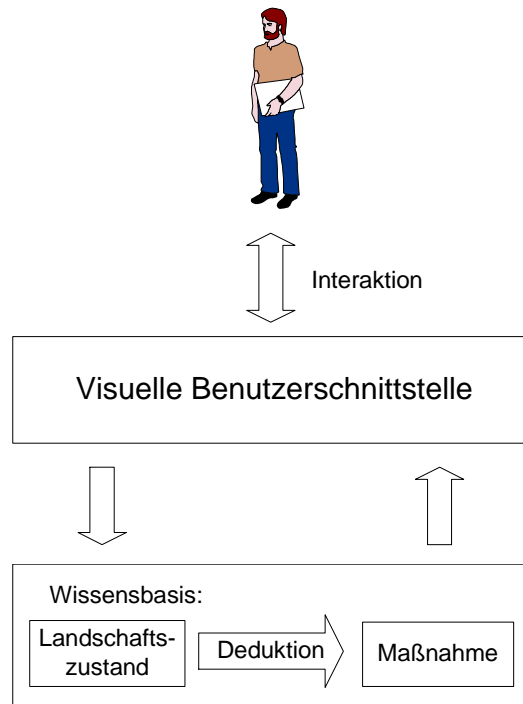 Interaktion
Visuelle Benutzerschnittstelle
Wissensbasis:
Landschafts-
zustand
Deduktion
Maßnahme